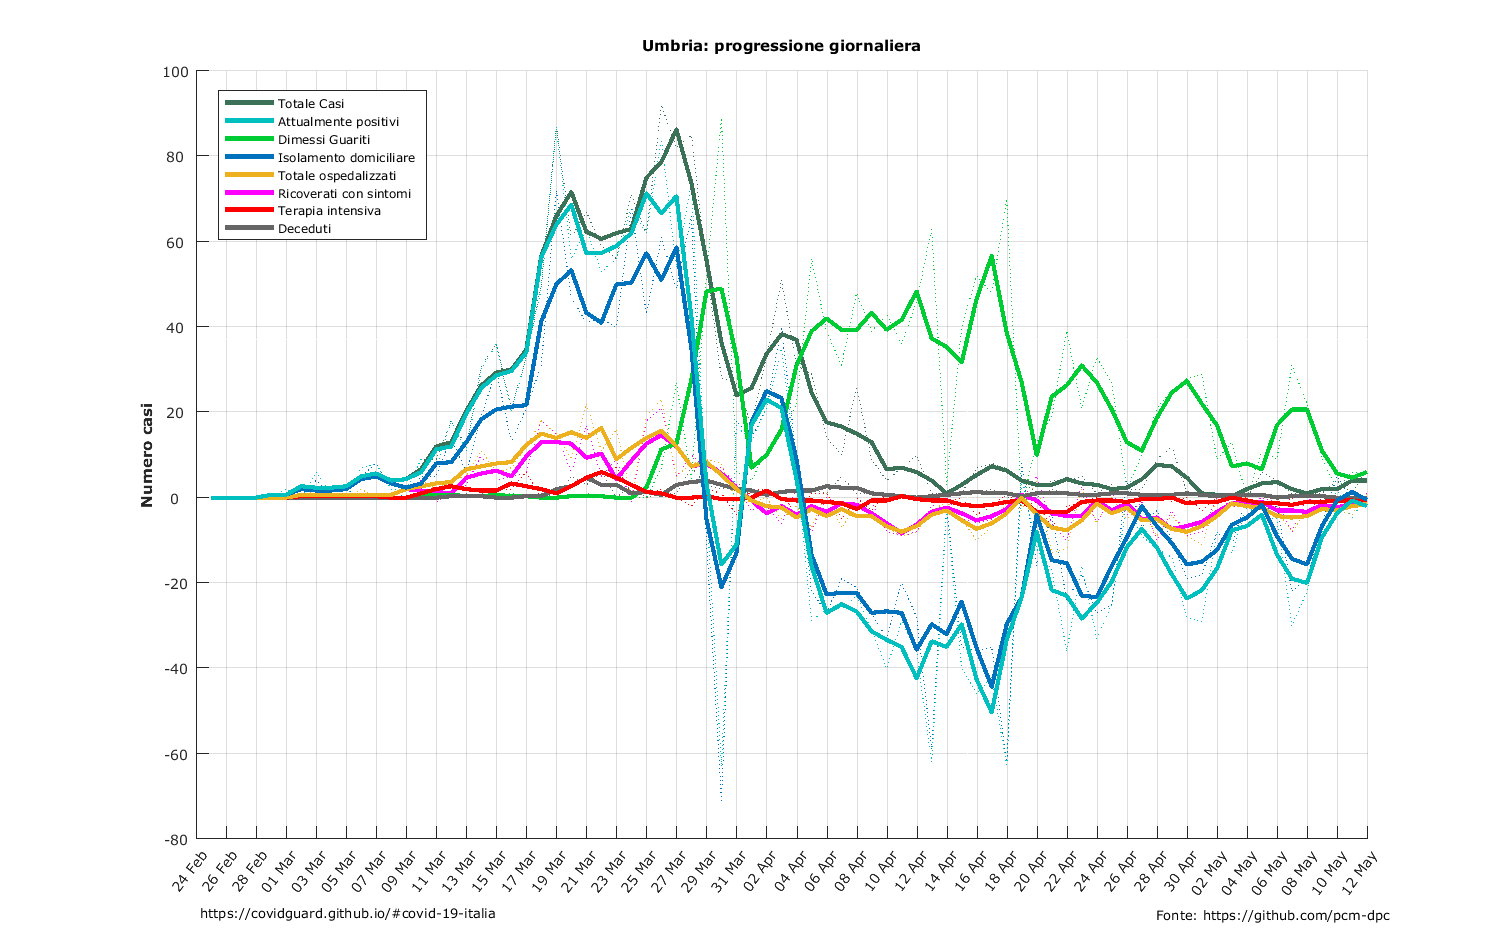 Umbria: progressione giornaliera
100
80
60
40
20
0
-20
-40
-60
-80
Numero casi
Totale Casi
Attualmente positivi
Dimessi Guariti
Isolamento domiciliare
Totale ospedalizzati
Ricoverati con sintomi
Terapia intensiva
Deceduti
24 Feb
26 Feb
28 Feb
01 Mar
03 Mar
05 Mar
07 Mar
09 Mar
11 Mar
13 Mar
15 Mar
17 Mar
19 Mar
21 Mar
23 Mar
25 Mar
27 Mar
29 Mar
31 Mar
02 Apr
04 Apr
06 Apr
08 Apr
10 Apr
12 Apr
14 Apr
16 Apr
18 Apr
20 Apr
22 Apr
24 Apr
26 Apr
28 Apr
30 Apr
02 May
04 May
06 May
08 May
10 May
12 May
https://covidguard.github.io/#covid-19-italia
Fonte: https://github.com/pcm-dpc